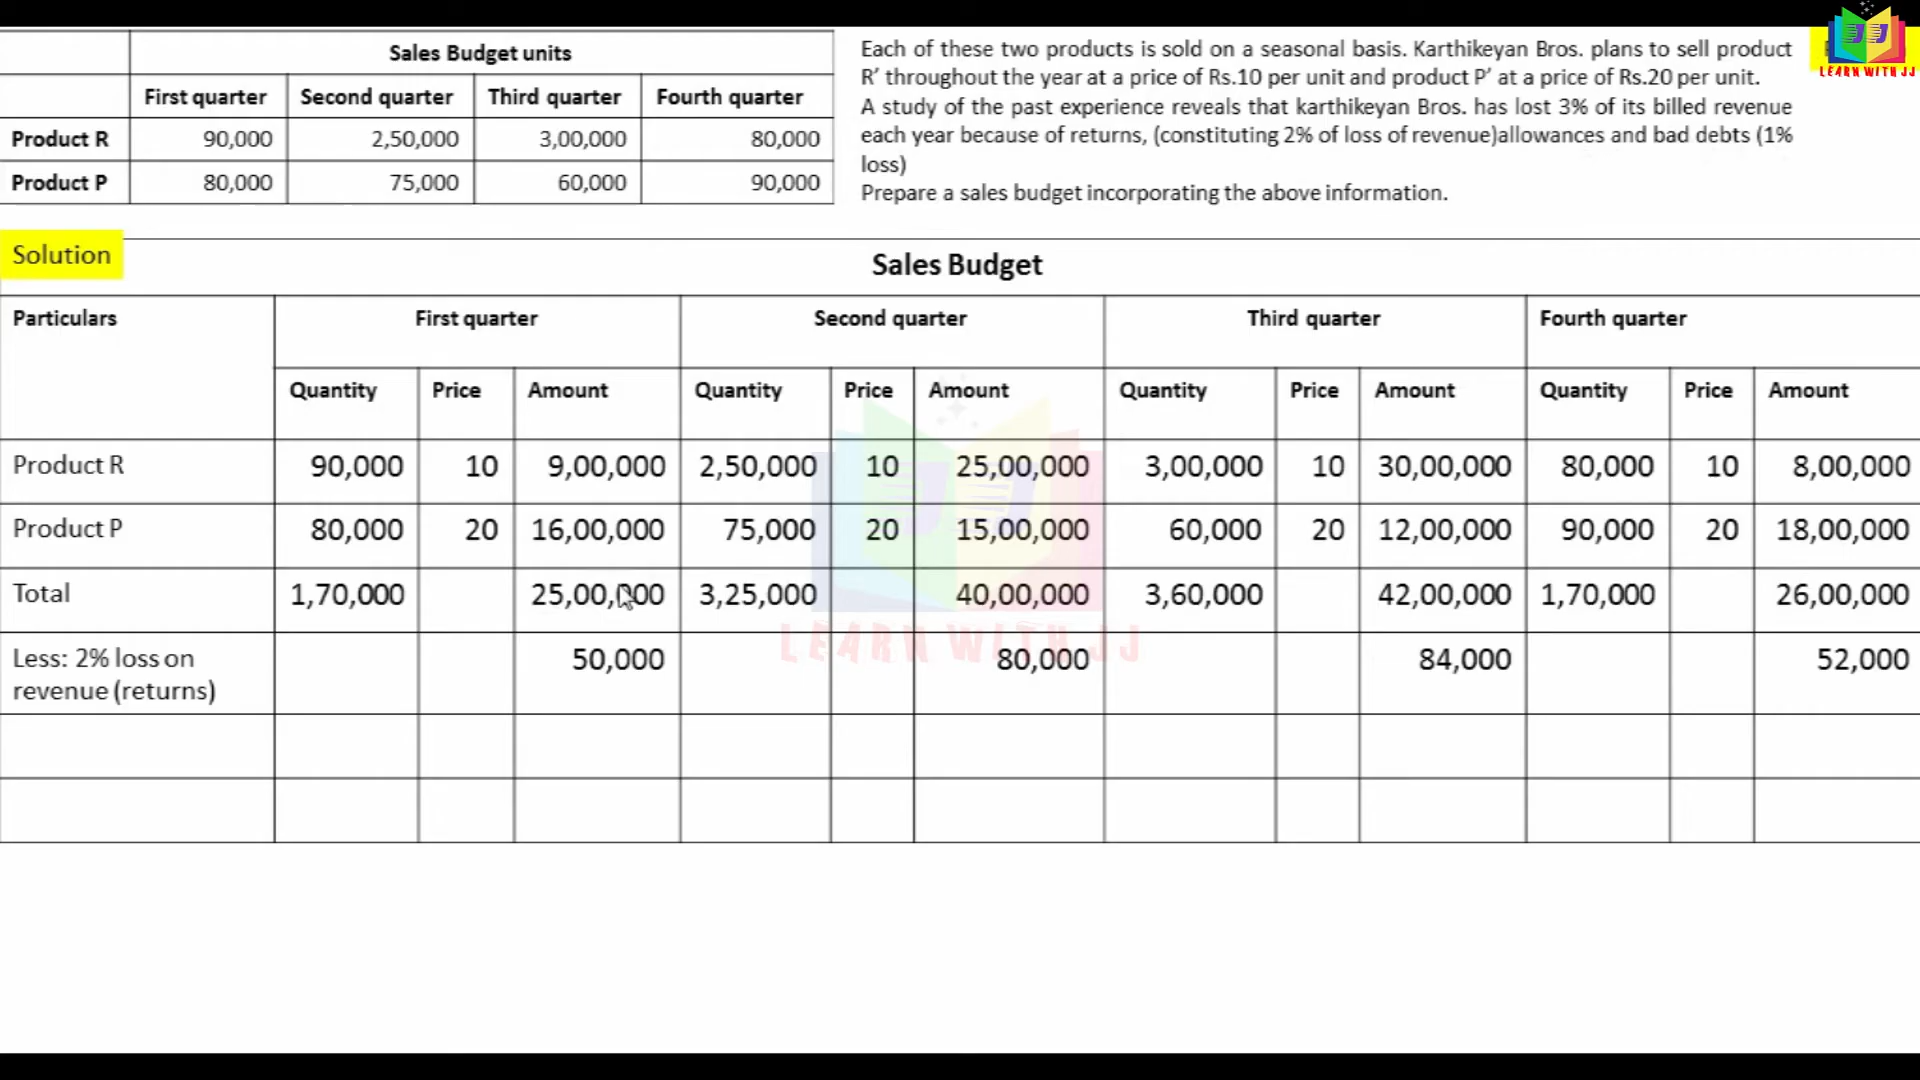 Sales Budget units
First quarter Second quarter Third quarter Fourth quarter
Product R 90,000 2,50,000 3,00,000 80,000
Product P 80,000 75,000 60,000 90,000
Each of these two products is sold on a seasonal basis. Karthikeyan Bros. plans to sell product
R’ throughout the year at a price of Rs.10 per unit and product P’ at a price of Rs.20 per unit.
A study of the past experience reveals that karthikeyan Bros. has lost 3% of its billed revenue
each year because of returns, (constituting 2% of loss of revenue)allowances and bad debts (1%
loss)
Prepare a sales budget incorporating the above information.
LEARN WITH JJ
Solution
Sales Budget
Particulars First quarter Second quarter Third quarter Fourth quarter
Quantity Price Amount Quantity Price Amount Quantity Price Amount Quantity Price Amount
Product R 90,000 10 9,00,000 2,50,000 10 25,00,000 3,00,000 10 30,00,000 80,000 10 8,00,000
Product P 80,000 20 16,00,000 75,000 20 15,00,000 60,000 20 12,00,000 90,000 20 18,00,000
Total 1,70,000 25,00,000 3,25,000 40,00,000 3,60,000 42,00,000 1,70,000 26,00,000
LEARN WITH JJ
Less: 2% loss on 50,000 80,000 84,000 52,000
revenue (returns)